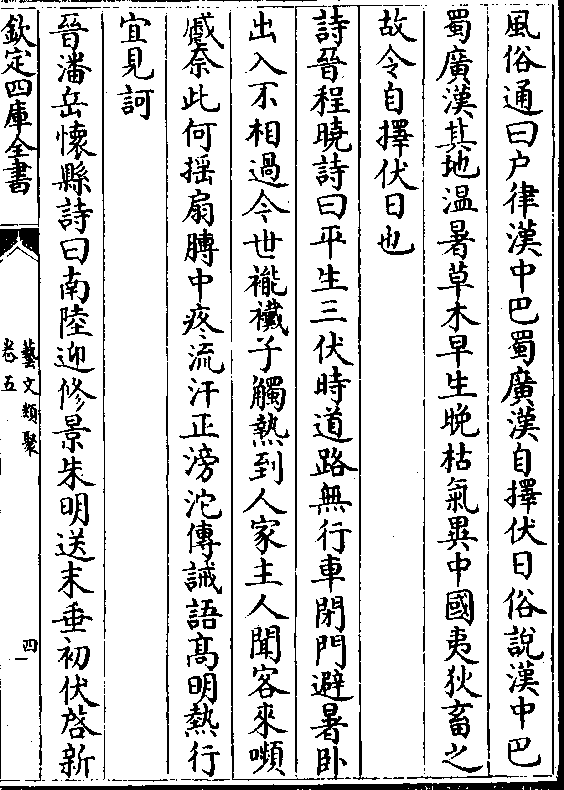 風俗通曰户律漢中巴蜀廣漢自擇伏日俗說漢中巴
蜀廣漢其地温暑草木早生晚枯氣異中國夷狄畜之
故令自擇伏日也
詩晉程曉詩曰平生三伏時道路無行車閉門避暑卧
出入不相過今世褦襶子觸熱到人家主人聞客來嚬
慼奈此何揺扇膊中疼流汗正滂沱傳誡語髙明熱行
宜見訶
晉潘岳懐縣詩曰南陸迎修景朱明送末垂初伏啓新
欽定四庫全書
藝文類聚
卷五
四